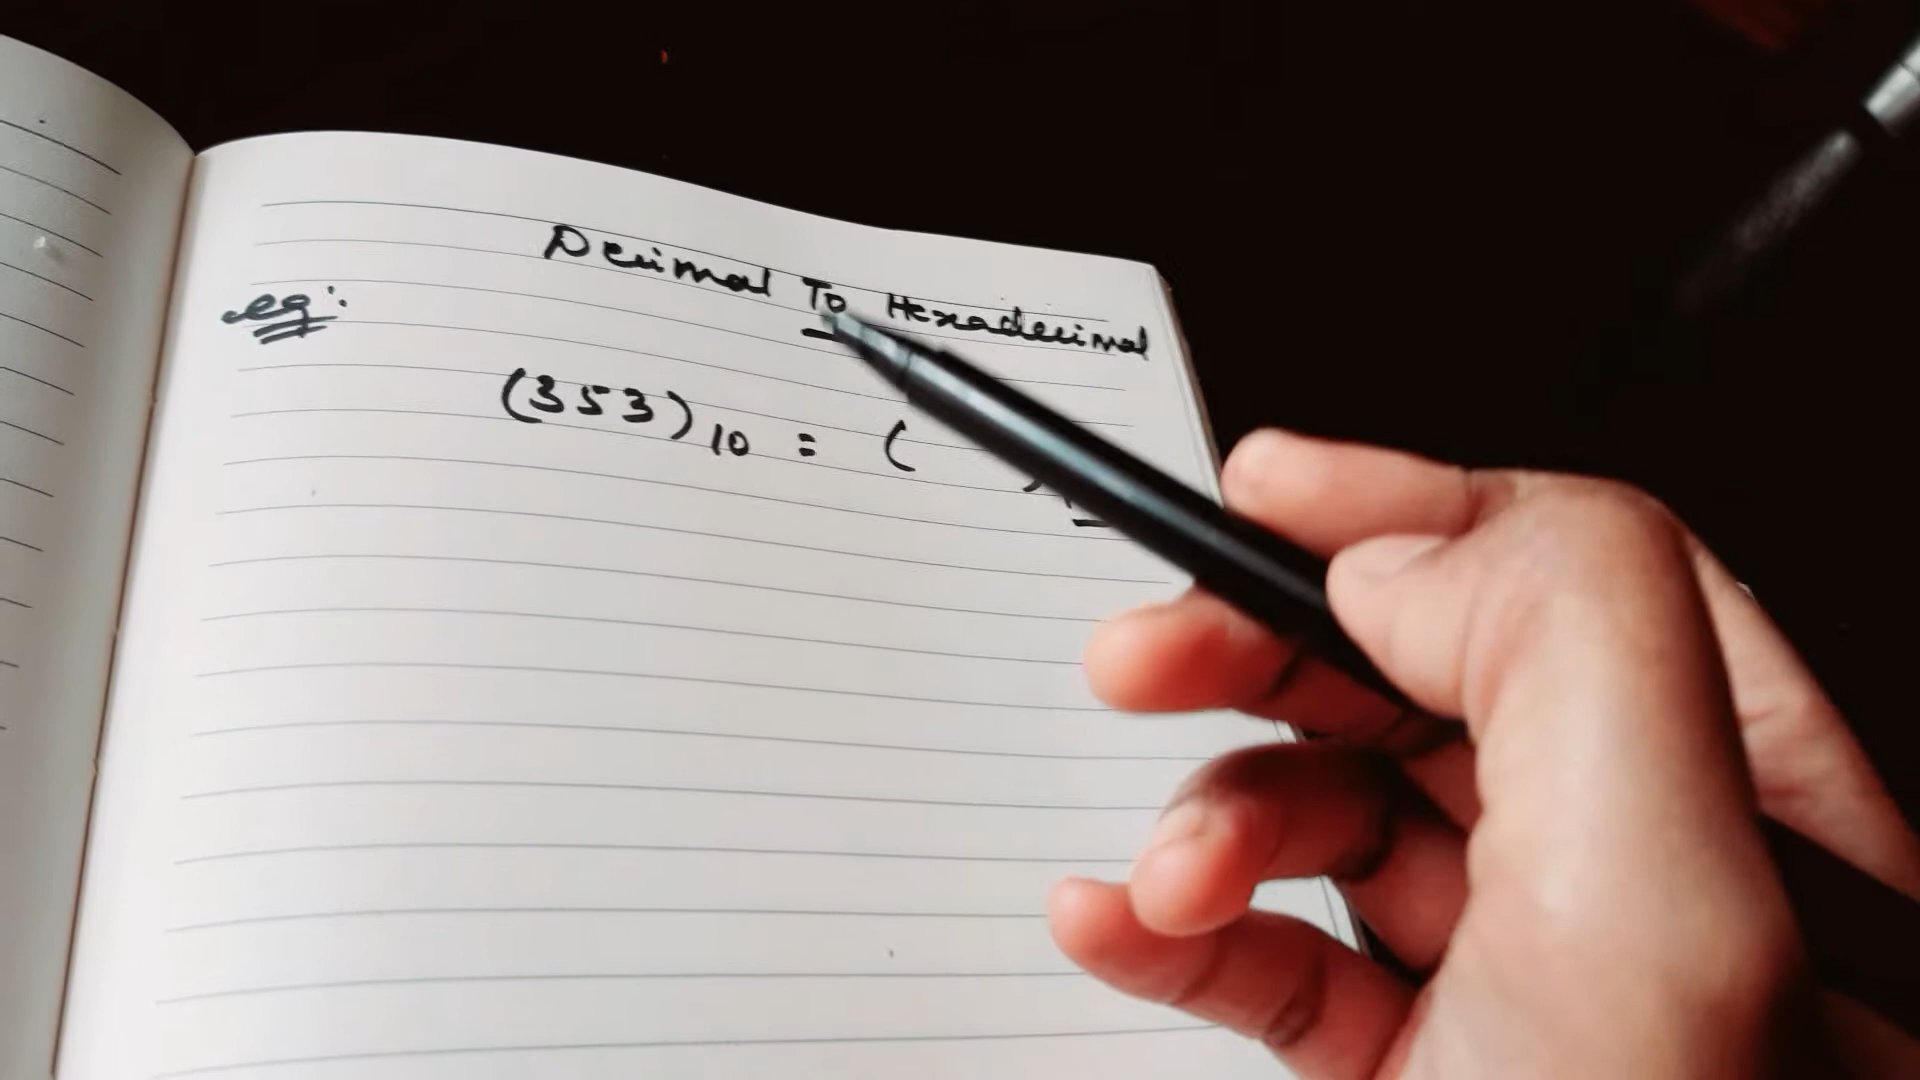 Decimal To Hexadecimal
eg:
(353)10 = ( )